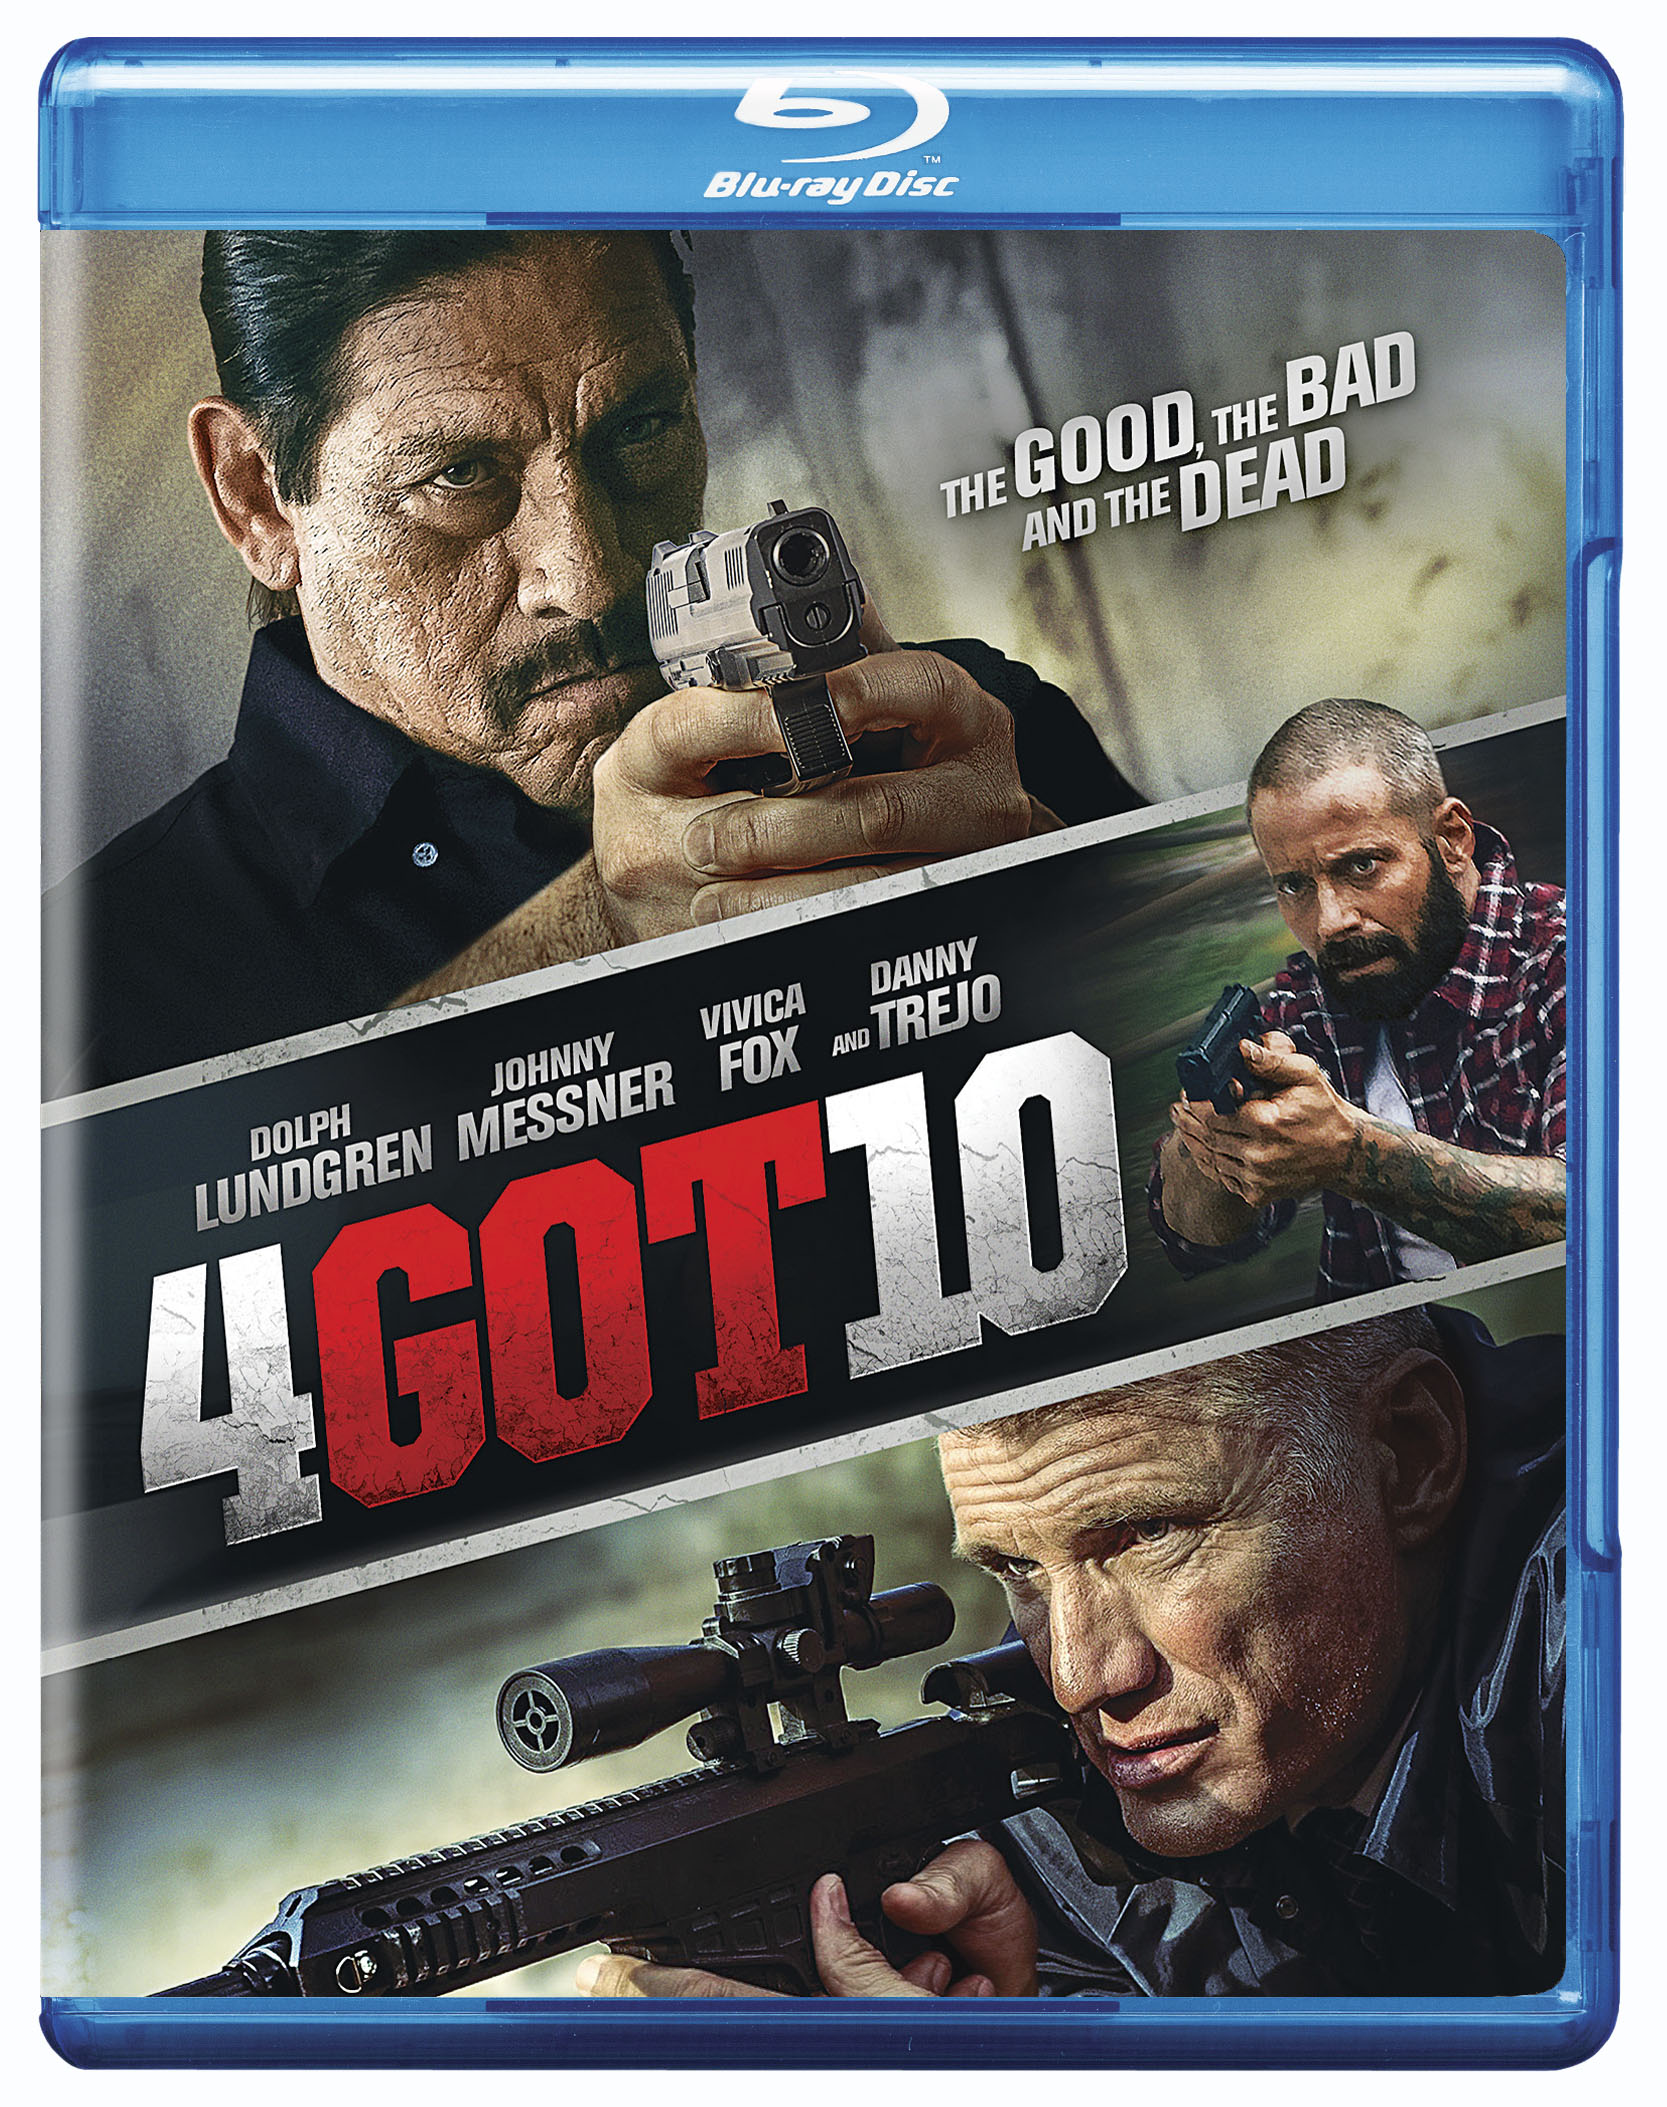 Blu-ray Disc™
THE GOOD, THE BAD
AND THE DEAD
DOLPH
LUNDGREN
JOHNNY
MESSNER
VIVICA
FOX
AND DANNY
TREJO
4GOT10